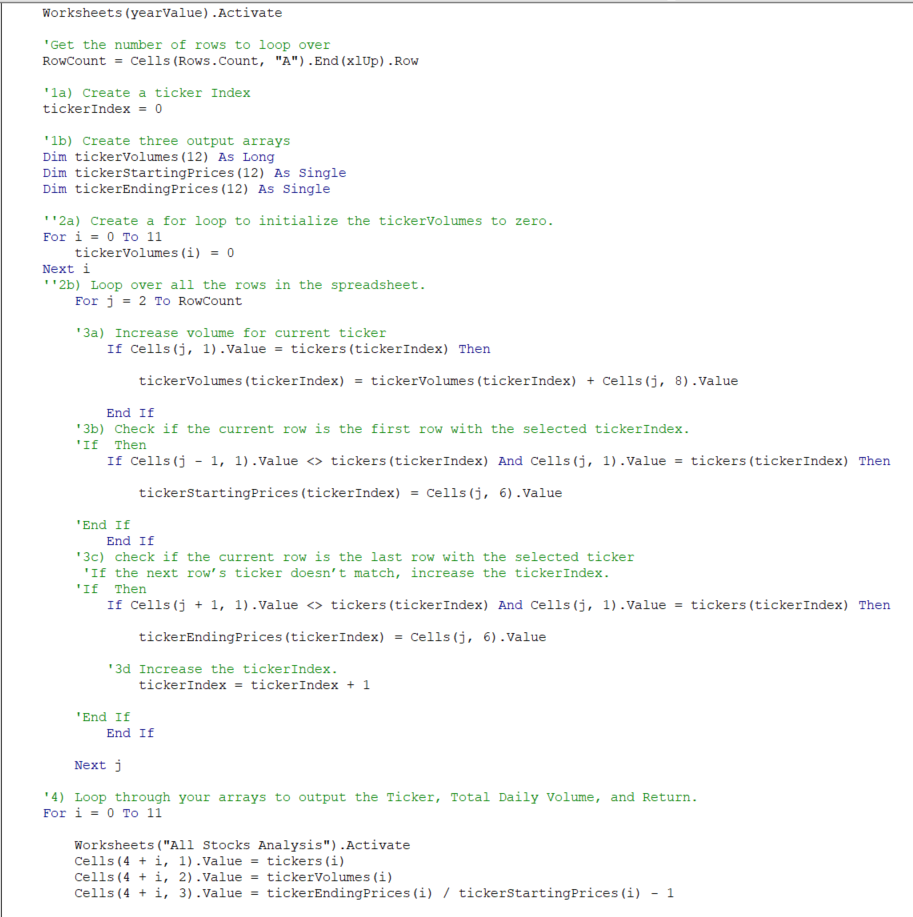 Worksheets(yearValue).Activate
'Get the number of rows to loop over
RowCount = Cells(Rows.Count, "A").End(xlUp).Row
'1a) Create a ticker Index
tickerIndex = 0
'1b) Create three output arrays
Dim tickerVolumes(12) As Long
Dim tickerStartingPrices(12) As Single
Dim tickerEndingPrices(12) As Single
''2a) Create a for loop to initialize the tickerVolumes to zero.
For i = 0 To 11
tickerVolumes(i) = 0
Next i
''2b) Loop over all the rows in the spreadsheet.
For j = 2 To RowCount
'3a) Increase volume for current ticker
If Cells(j, 1).Value = tickers(tickerIndex) Then
tickerVolumes(tickerIndex) = tickerVolumes(tickerIndex) + Cells(j, 8).Value
End If
'3b) Check if the current row is the first row with the selected tickerIndex.
'If  Then
If Cells(j - 1, 1).Value <> tickers(tickerIndex) And Cells(j, 1).Value = tickers(tickerIndex) Then
tickerStartingPrices(tickerIndex) = Cells(j, 6).Value
'End If
End If
'3c) check if the current row is the last row with the selected ticker
'If the next row’s ticker doesn’t match, increase the tickerIndex.
'If  Then
If Cells(j + 1, 1).Value <> tickers(tickerIndex) And Cells(j, 1).Value = tickers(tickerIndex) Then
tickerEndingPrices(tickerIndex) = Cells(j, 6).Value
'3d Increase the tickerIndex.
tickerIndex = tickerIndex + 1
'End If
End If
Next j
'4) Loop through your arrays to output the Ticker, Total Daily Volume, and Return.
For i = 0 To 11
Worksheets("All Stocks Analysis").Activate
Cells(4 + i, 1).Value = tickers(i)
Cells(4 + i, 2).Value = tickerVolumes(i)
Cells(4 + i, 3).Value = tickerEndingPrices(i) / tickerStartingPrices(i) - 1